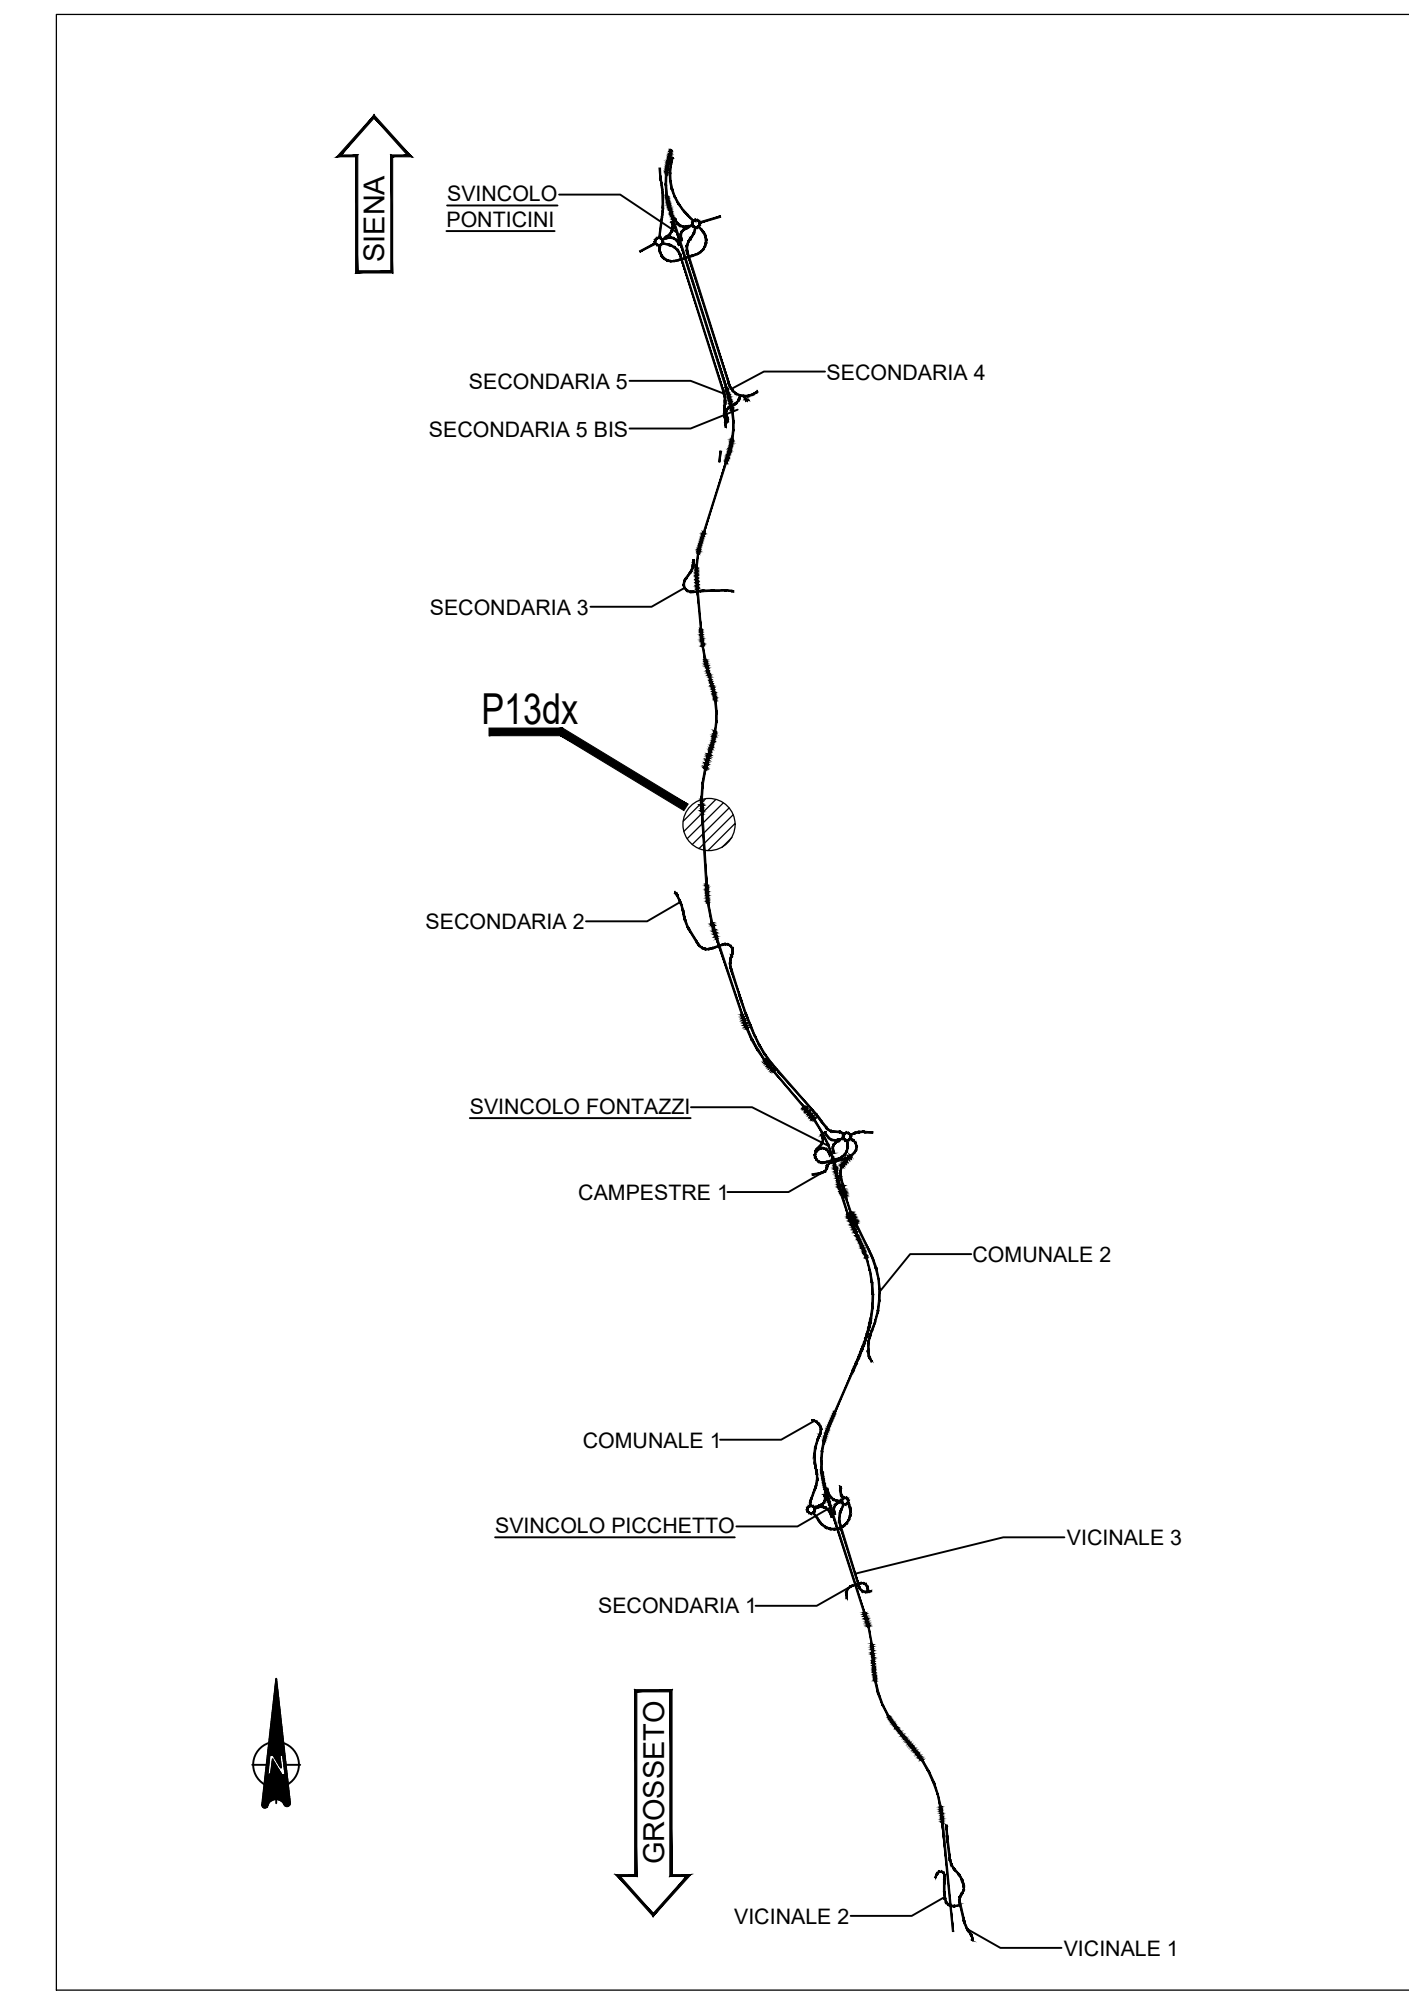 SIENA
SVINCOLO
PONTICINI
SECONDARIA 4
SECONDARIA 5
SECONDARIA 5 BIS
SECONDARIA 3
P13dx
SECONDARIA 2
SVINCOLO FONTAZZI
CAMPESTRE 1
COMUNALE 2
COMUNALE 1
SVINCOLO PICCHETTO
VICINALE 3
SECONDARIA 1
GROSSETO
N
VICINALE 2
VICINALE 1